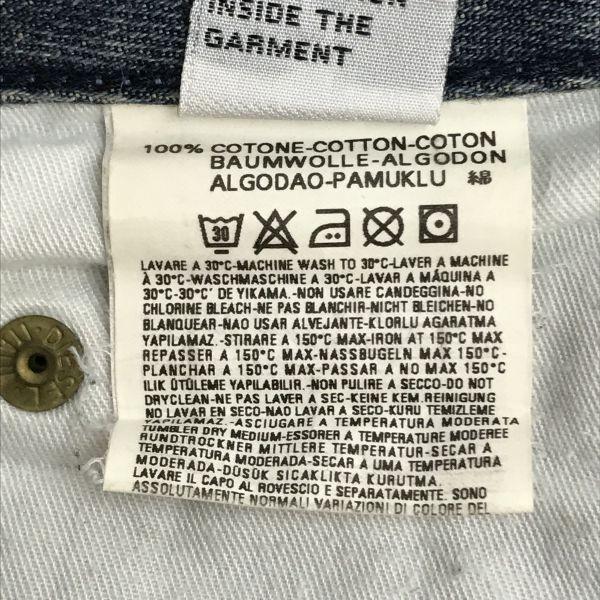 INSIDE THE
GARMENT
100% COTONE-COTTON-COTON
BAUMWOLLE-ALGODON
ALGODAO-PAMUKLU 綿
30
LAVARE A 30°C-MACHINE WASH TO 30°C-LAVER A MACHINE
À 30°C-WASCHMASCHINE A 30°C-LAVAR A MÁQUINA A
30°C-30°C' DE YIKAMA.-NON USARE CANDEGGINA-NO
CHLORINE BLEACH-NE PAS BLANCHIR-NICHT BLEICHEN-NO
BLANQUEAR-NAO USAR ALVEJANTE-KLORLU AGARATMA
YAPILAMAZ.-STIRARE A 150°C MAX-IRON AT 150°C MAX
REPASSER A 150°C MAX-NASSBUGELN MAX 150°C-
PLANCHAR A 150°C MAX-PASSAR A NO MAX 150°C
ILIK ÜTÜLEME YAPILABILIR.-NON PULIRE A SECCO-DO NOT
DRYCLEAN-NE PAS LAVER A SEC-KEINE KEM.REINIGUNG
NO LAVAR EN SECO-NAO LAVAR A SECO-KURU TEMIZLEME
YAPILAMAZ.-ASCIUGARE A TEMPERATURA MODERATA
TUMBLER DRY MEDIUM-ESSORER A TEMPERATURE MODEREE
RUNDTROCKNER MITTLERE TEMPERATUR-SECAR A
TEMPERATURA MODERADA-SECAR A UMA TEMPERATURA
MODERADA-DÜSÜK SICAKLIKTA KURUTMA.
LAVARE IL CAPO AL ROVESCIO E SEPARATAMENTE. SONO
ASSOLUTAMENTE NORMALI VARIAZIONI DI COLORE DEL